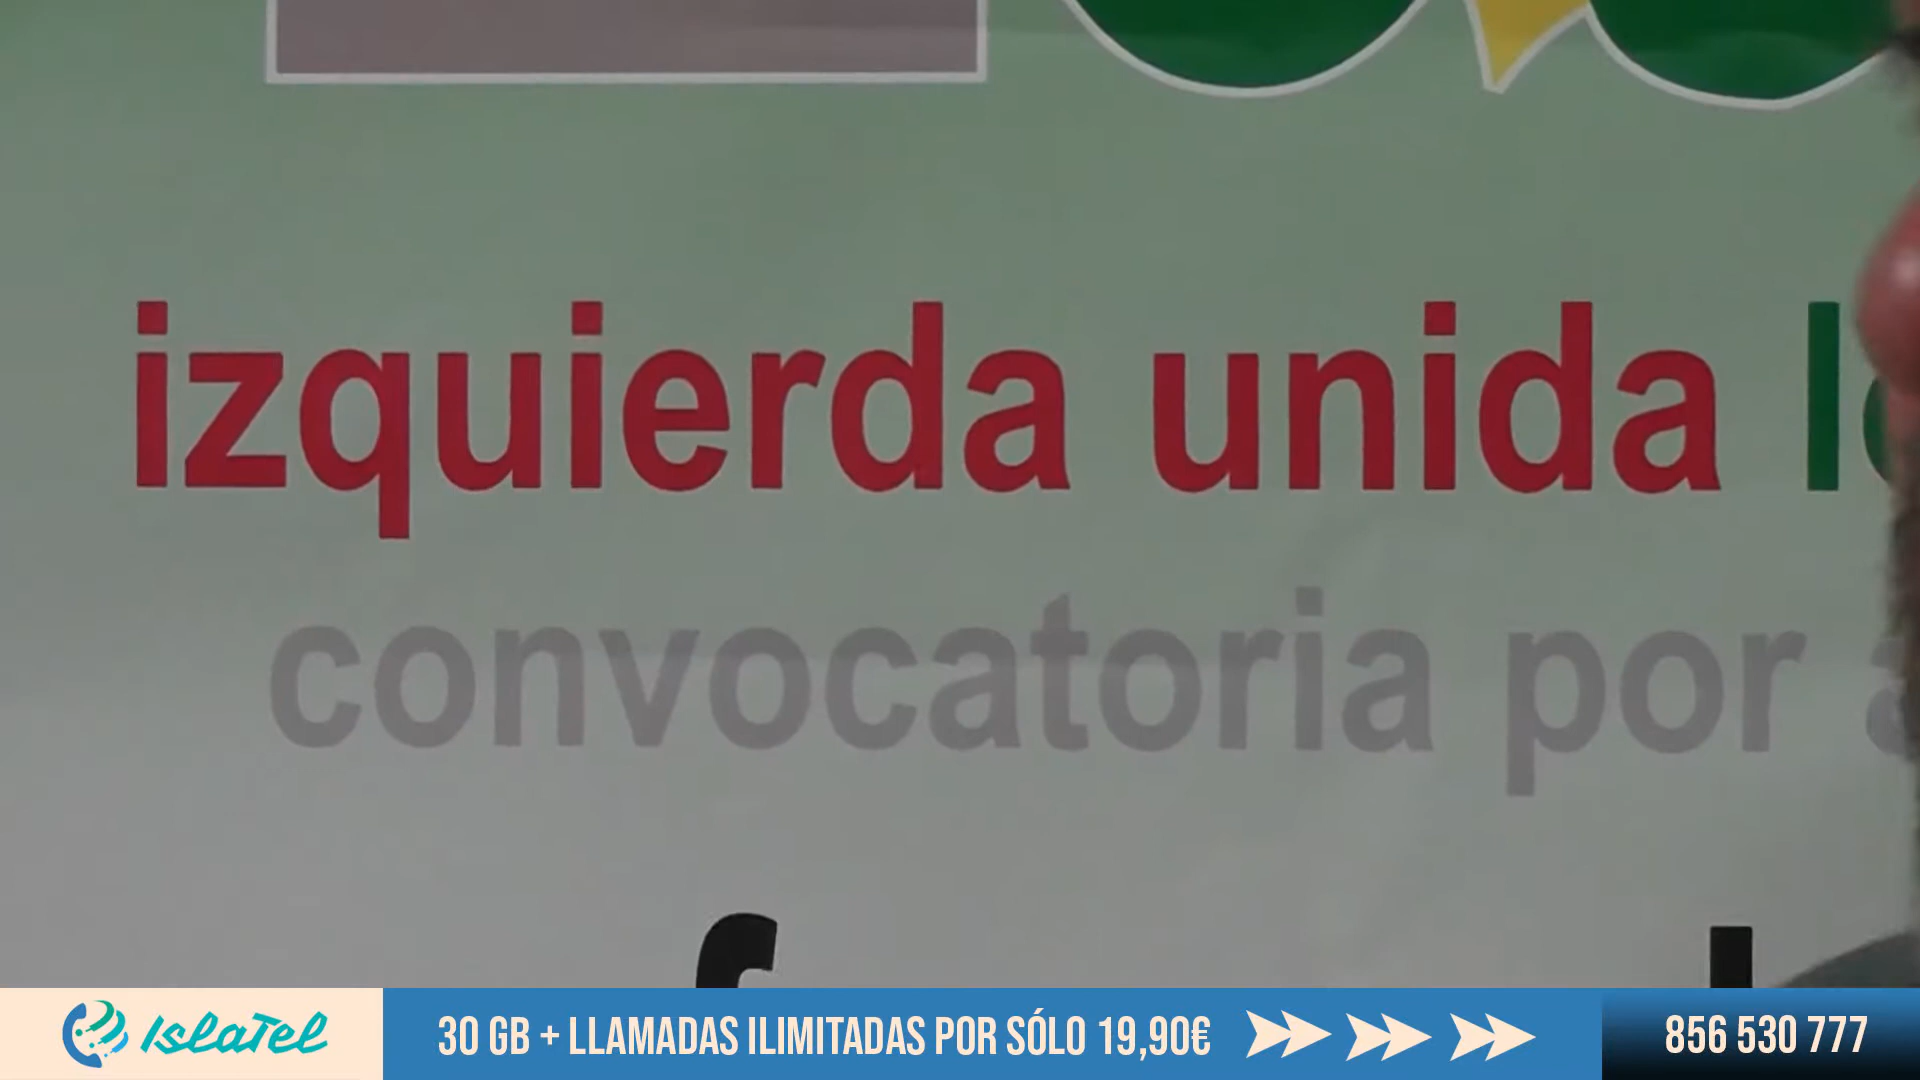 izquierda unida
convocatoria por
IslaTel
30 GB + LLAMADAS ILIMITADAS POR SÓLO 19,90€
856 530 777